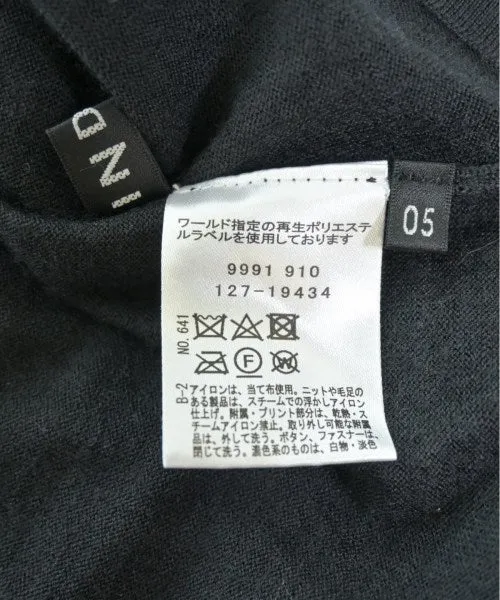 IND
05
ワールド指定の再生ポリエステ
ルラベルを使用しております
9991 910
127-19434
NO. 641
B-2
アイロンは、当て布使用。ニットや毛足の
ある製品は、スチームでの浮かしアイロン
仕上げ。附属・プリント部分は、乾熱・ス
チームアイロン禁止。取り外し可能な附属
品は、外して洗う。ボタン、ファスナーは、
閉じて洗う。濃色系のものは、白物・淡色